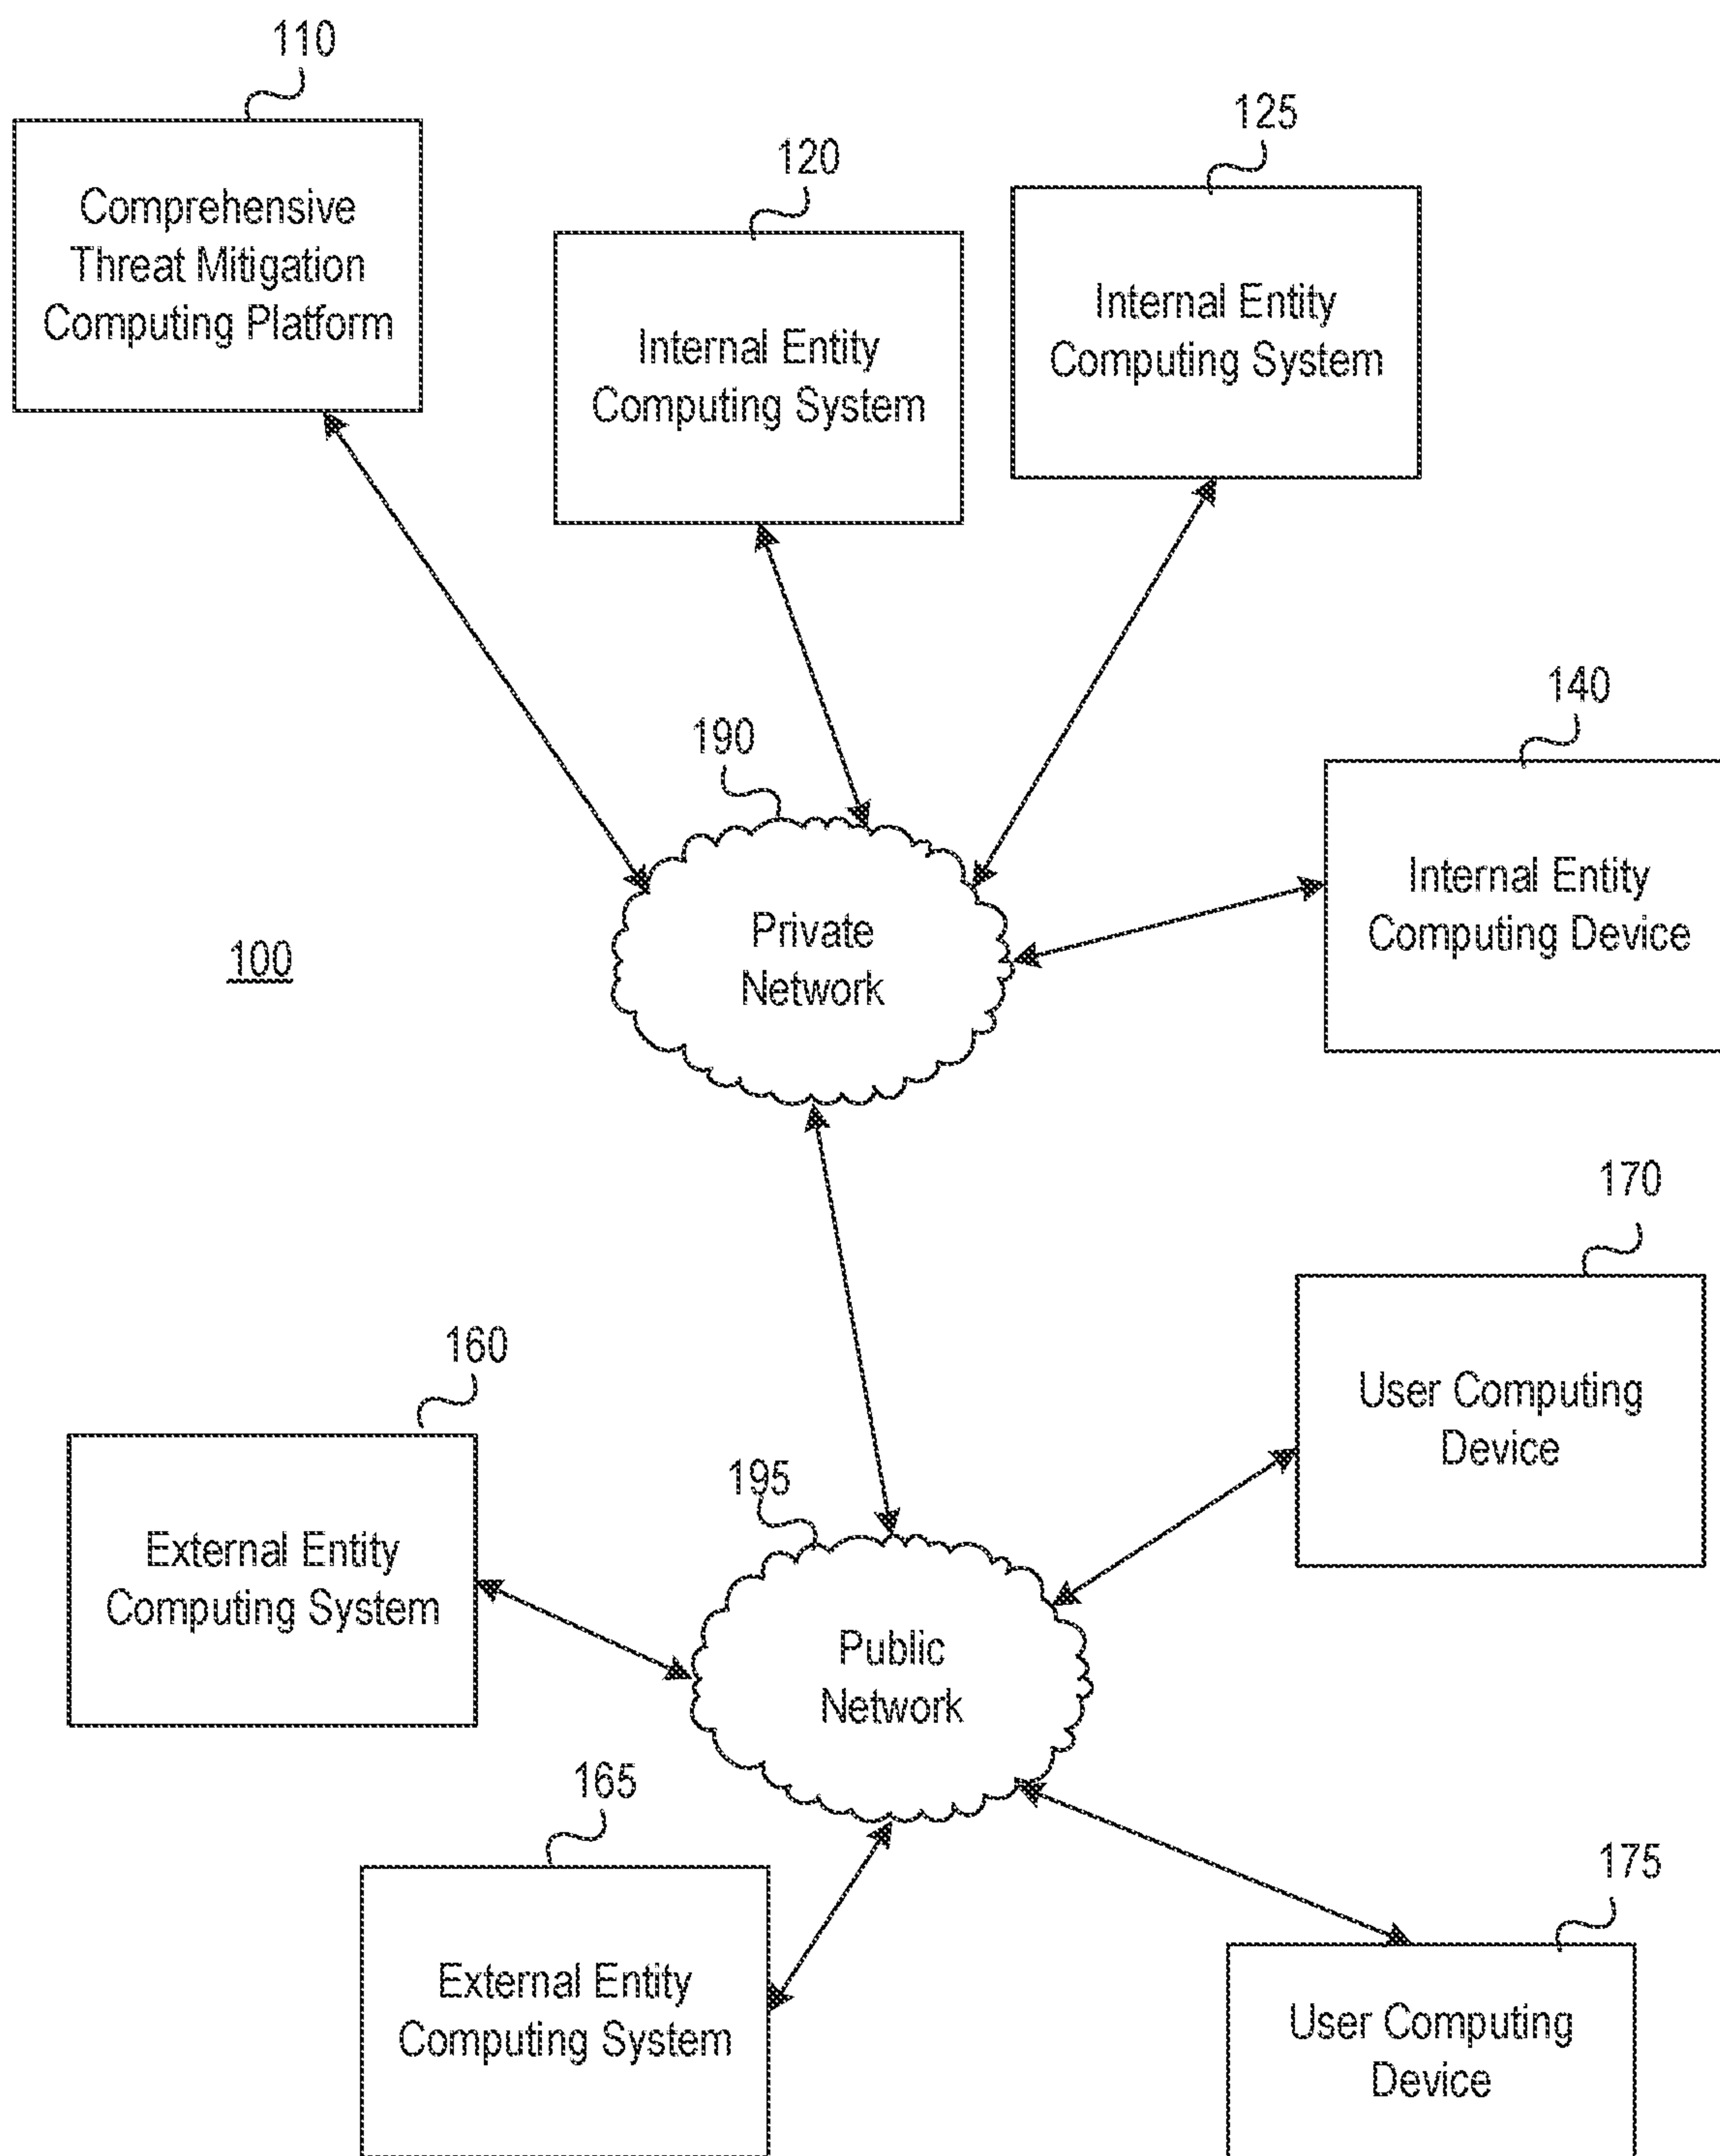 110
Comprehensive
Threat Mitigation
Computing Platform
120
Internal Entity
Computing System
125
Internal Entity
Computing System
140
Internal Entity
Computing Device
190
Private
Network
100
170
User Computing
Device
160
External Entity
Computing System
195
Public
Network
165
External Entity
Computing System
175
User Computing
Device